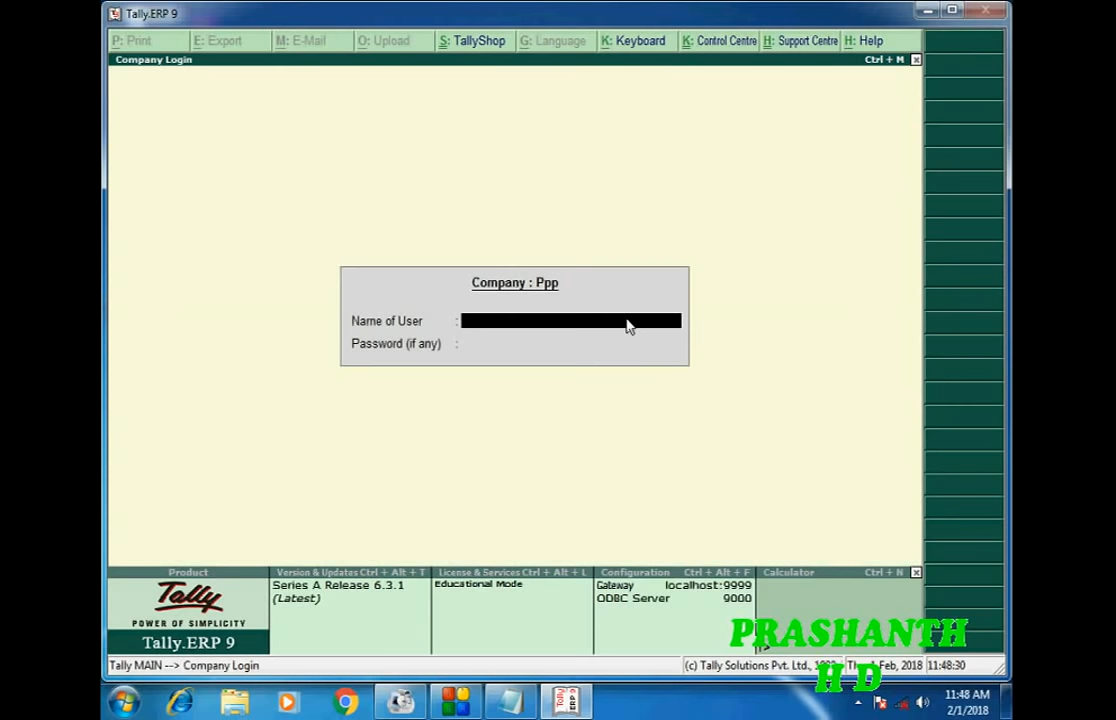 Tally.ERP 9
P: Print E: Export M: E-Mail O: Upload S: TallyShop G: Language K: Keyboard K: Control Centre H: Support Centre H: Help
Company Login Ctrl + M
Company : Ppp
Name of User :
Password (if any) :
Product Version & Updates Ctrl + Alt + T License & Services Ctrl + Alt + L Configuration Ctrl + Alt + F Calculator Ctrl + N
Tally
POWER OF SIMPLICITY
Tally.ERP 9
Series A Release 6.3.1
(Latest)
Educational Mode
Gateway localhost:9999
ODBC Server 9000
PRASHANTH
H D
Tally MAIN --> Company Login (c) Tally Solutions Pvt. Ltd., Feb, 2018 11:48:30
11:48 AM
2/1/2018